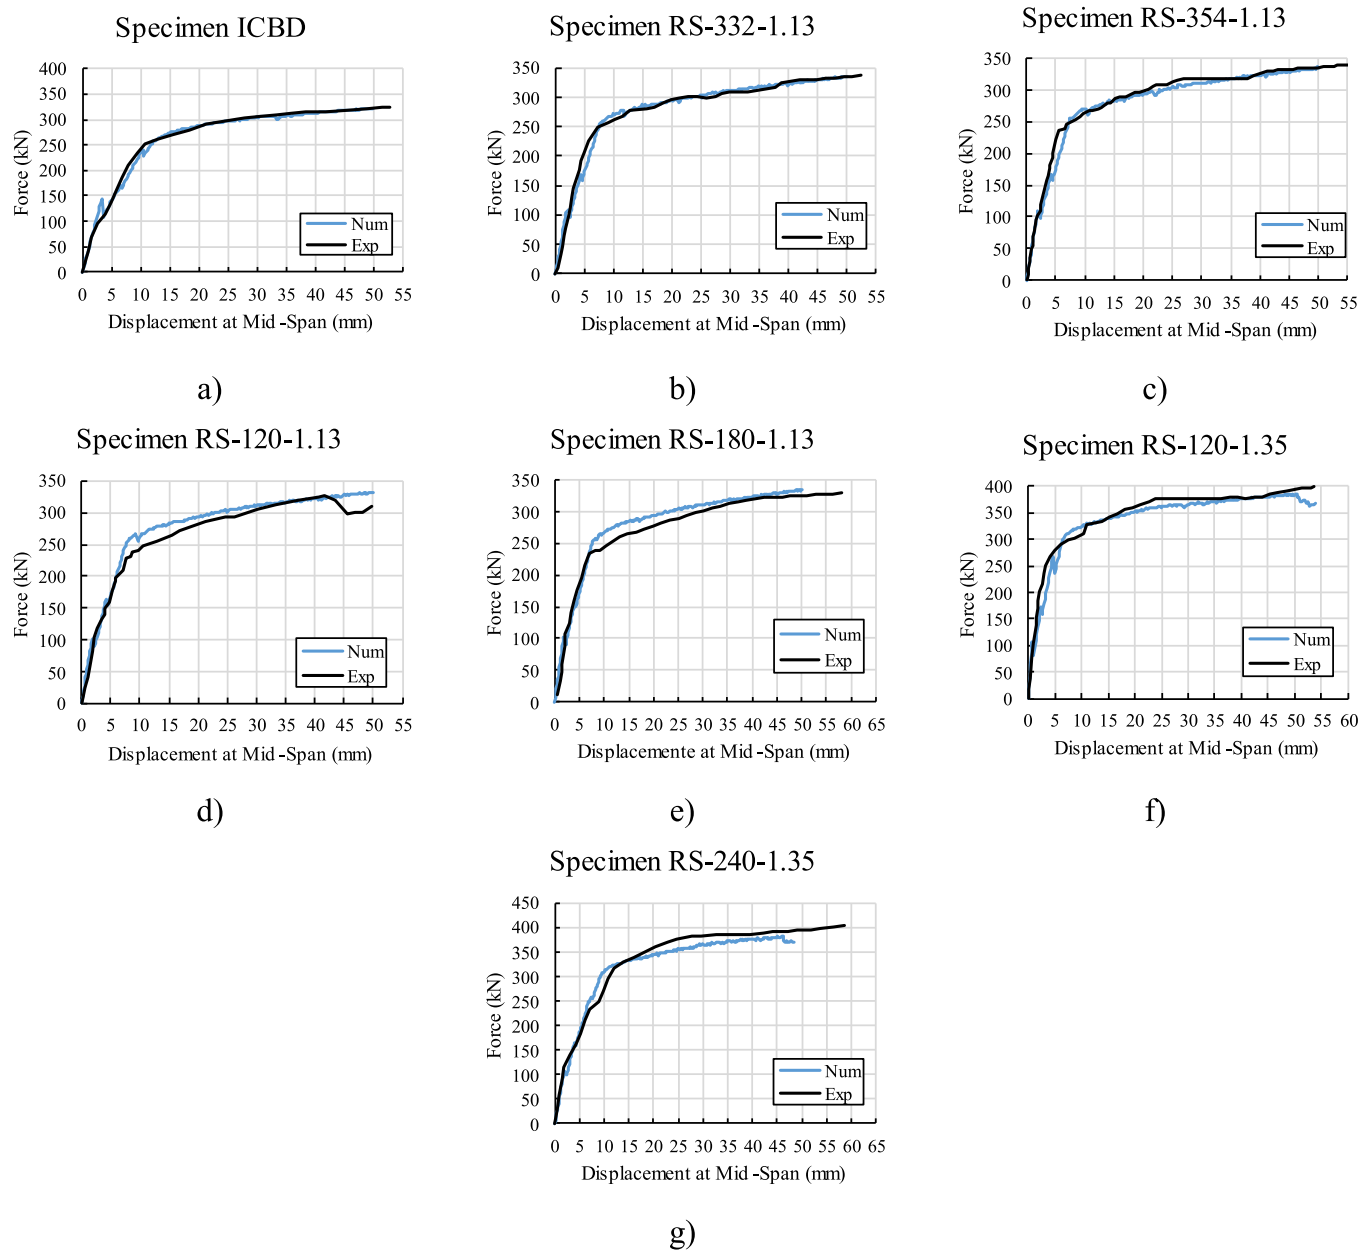 Specimen ICBD
Force (kN)
400
350
300
250
200
150
100
50
0
Num
Exp
0 5 10 15 20 25 30 35 40 45 50 55
Displacement at Mid -Span (mm)
a)
Specimen RS-332-1.13
Force (kN)
350
300
250
200
150
100
50
0
Num
Exp
0 5 10 15 20 25 30 35 40 45 50 55
Displacement at Mid -Span (mm)
b)
Specimen RS-354-1.13
Force (kN)
350
300
250
200
150
100
50
0
Num
Exp
0 5 10 15 20 25 30 35 40 45 50 55
Displacement at Mid -Span (mm)
c)
Specimen RS-120-1.13
Force (kN)
350
300
250
200
150
100
50
0
Num
Exp
0 5 10 15 20 25 30 35 40 45 50 55
Displacement at Mid -Span (mm)
d)
Specimen RS-180-1.13
Force (kN)
350
300
250
200
150
100
50
0
Num
Exp
0 5 10 15 20 25 30 35 40 45 50 55 60 65
Displacemente at Mid -Span (mm)
e)
Specimen RS-120-1.35
Force (kN)
400
350
300
250
200
150
100
50
0
Num
Exp
0 5 10 15 20 25 30 35 40 45 50 55 60
Displacement at Mid -Span (mm)
f)
Specimen RS-240-1.35
Force (kN)
450
400
350
300
250
200
150
100
50
0
Num
Exp
0 5 10 15 20 25 30 35 40 45 50 55 60 65
Displacement at Mid -Span (mm)
g)